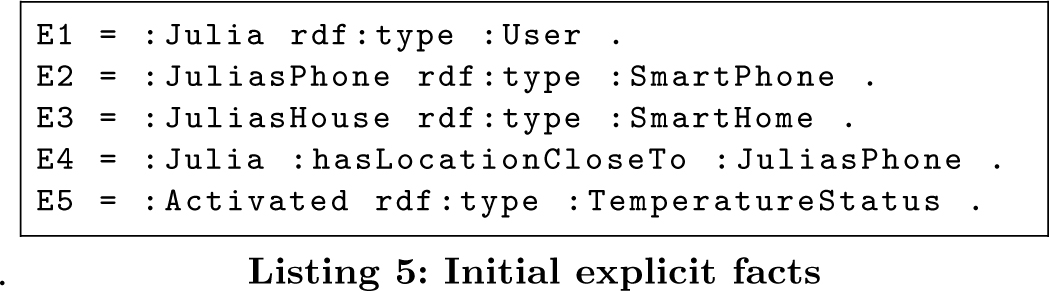 E1 = :Julia rdf:type :User .
E2 = :JuliasPhone rdf:type :SmartPhone .
E3 = :JuliasHouse rdf:type :SmartHome .
E4 = :Julia :hasLocationCloseTo :JuliasPhone .
E5 = :Activated rdf:type :TemperatureStatus .
. Listing 5: Initial explicit facts